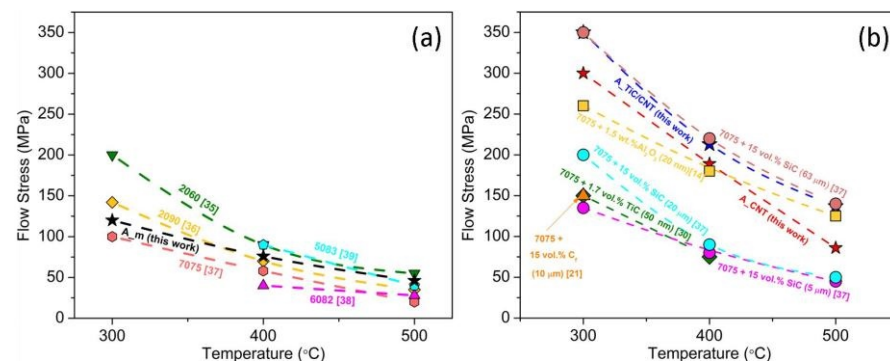 (a)
350
300
250
200
150
100
50
0
Flow Stress (MPa)
2060 [35]
2090 [36]
A_m (this work)
7075 [37]
5083 [39]
6082 [38]
300
400
500
Temperature (°C)
(b)
350
300
250
200
150
100
50
0
Flow Stress (MPa)
A_TiC/CNT (this work)
7075 + 15 vol.% SiC (63 μm) [37]
7075 + 1.5 wt.%Al₂O₃ (20 nm)[14]
A_CNT (this work)
7075 + 15 vol.% SiC (20 μm) [37]
7075 + 1.7 vol.% TiC (50 nm) [30]
7075 +
15 vol.% Cf
(10 μm) [21]
7075 + 15 vol.% SiC (5 μm) [37]
300
400
500
Temperature (°C)